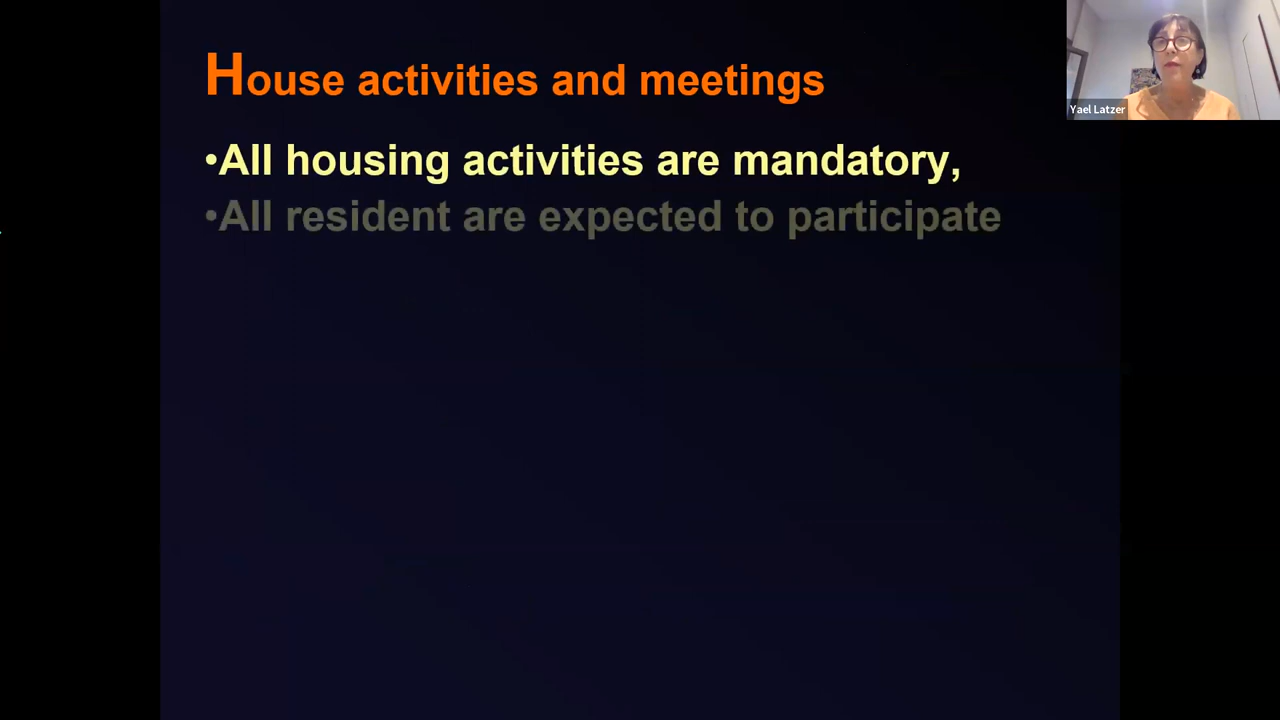 House activities and meetings
•All housing activities are mandatory,
•All resident are expected to participate
Yael Latzer